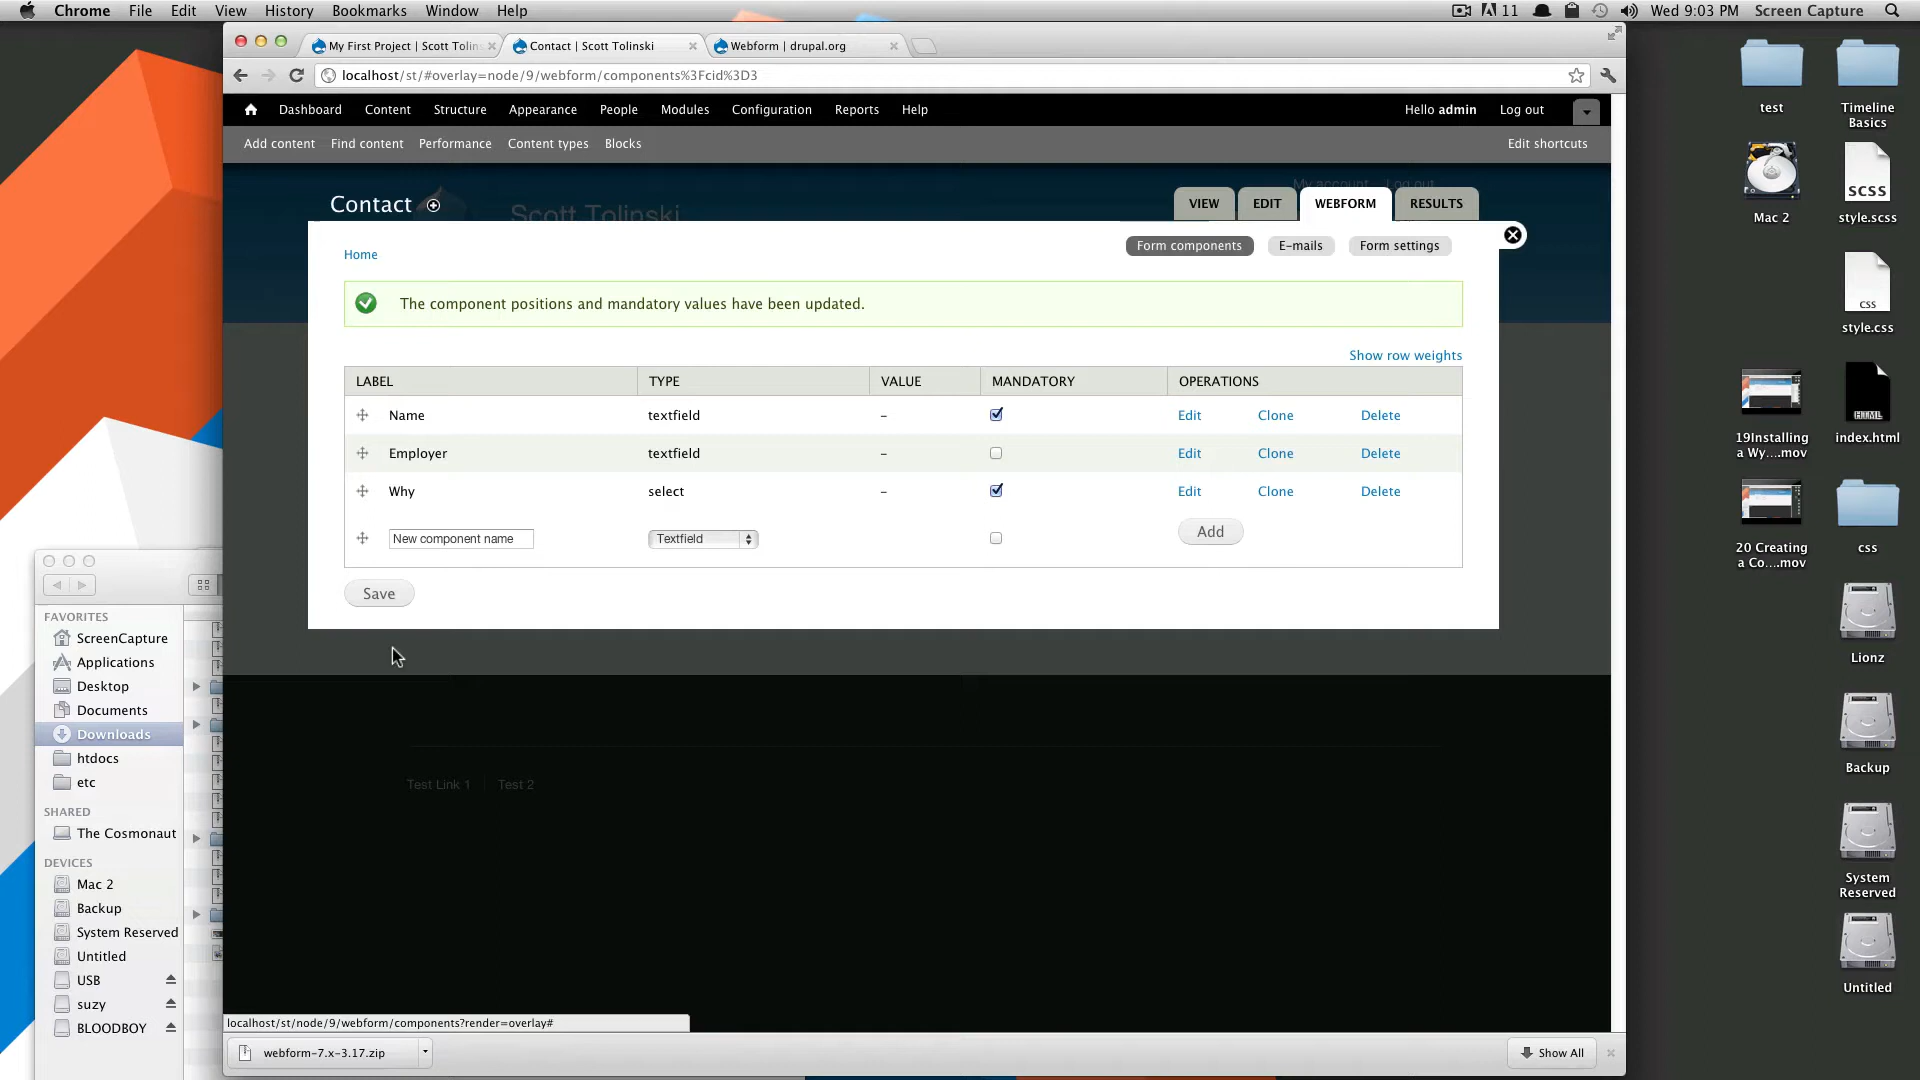 Chrome File Edit View History Bookmarks Window Help
11 Wed 9:03 PM Screen Capture
My First Project | Scott Tolins
Contact | Scott Tolinski
Webform | drupal.org
localhost/st/#overlay=node/9/webform/components%3Fcid%3D3
Dashboard Content Structure Appearance People Modules Configuration Reports Help
Hello admin Log out
Add content Find content Performance Content types Blocks
Edit shortcuts
My account Log out
Contact
Scott Tolinski
VIEW EDIT WEBFORM RESULTS
Home
Form components E-mails Form settings
The component positions and mandatory values have been updated.
Show row weights
LABEL TYPE VALUE MANDATORY OPERATIONS
Name textfield – Edit Clone Delete
Employer textfield – Edit Clone Delete
Why select – Edit Clone Delete
New component name Textfield Add
Save
Test Link 1 Test 2
localhost/st/node/9/webform/components?render=overlay#
webform-7.x-3.17.zip
Show All
FAVORITES
ScreenCapture
Applications
Desktop
Documents
Downloads
htdocs
etc
SHARED
The Cosmonaut
DEVICES
Mac 2
Backup
System Reserved
Untitled
USB
suzy
BLOODBOY
test
Timeline
Basics
Mac 2
SCSS
style.scss
css
style.css
19Installing
a Wy....mov
HTML
index.html
20 Creating
a Co....mov
css
Lionz
Backup
System
Reserved
Untitled